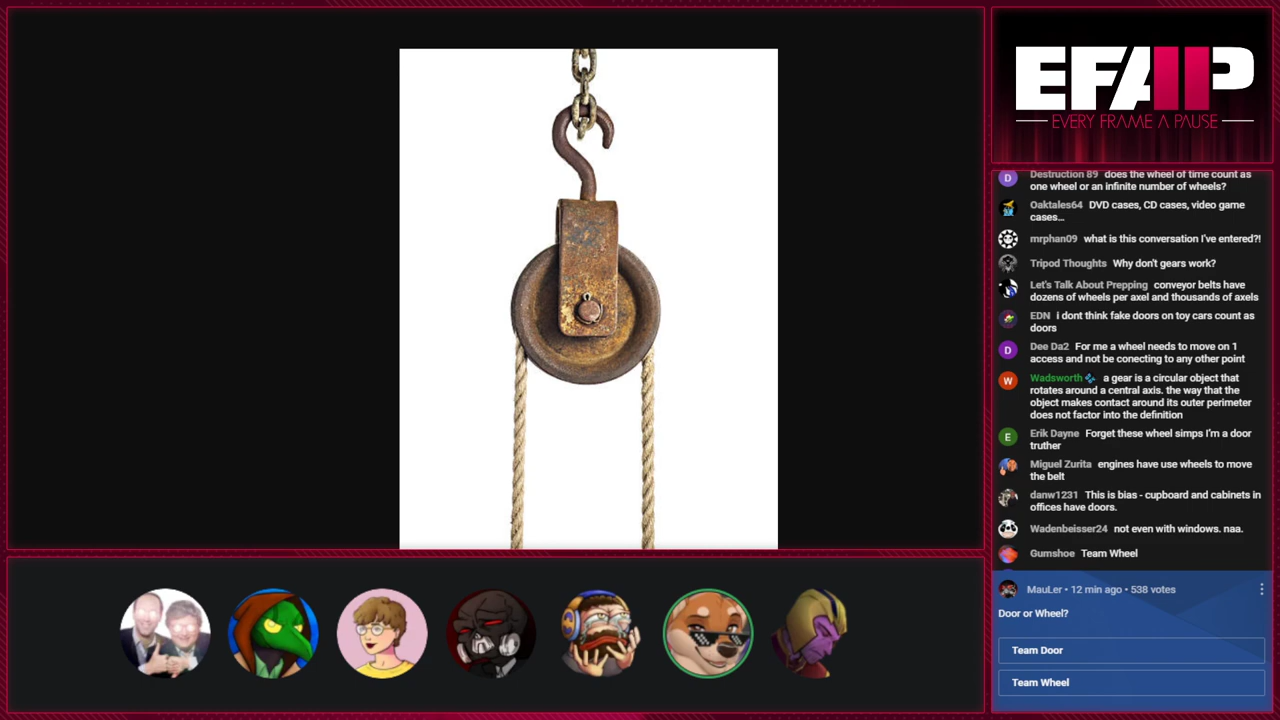 EFAP
EVERY FRAME A PAUSE
D
Destruction 89 does the wheel of time count as
one wheel or an infinite number of wheels?
Oaktales64 DVD cases, CD cases, video game
cases...
mrphan09 what is this conversation I've entered?!
Tripod Thoughts Why don't gears work?
Let's Talk About Prepping conveyor belts have
dozens of wheels per axel and thousands of axels
EDN i dont think fake doors on toy cars count as
doors
D
Dee Da2 For me a wheel needs to move on 1
access and not be conecting to any other point
W
Wadsworth a gear is a circular object that
rotates around a central axis. the way that the
object makes contact around its outer perimeter
does not factor into the definition
E
Erik Dayne Forget these wheel simps I'm a door
truther
Miguel Zurita engines have use wheels to move
the belt
danw1231 This is bias - cupboard and cabinets in
offices have doors.
Wadenbeisser24 not even with windows. naa.
Gumshoe Team Wheel
MauLer • 12 min ago • 538 votes
Door or Wheel?
Team Door
Team Wheel